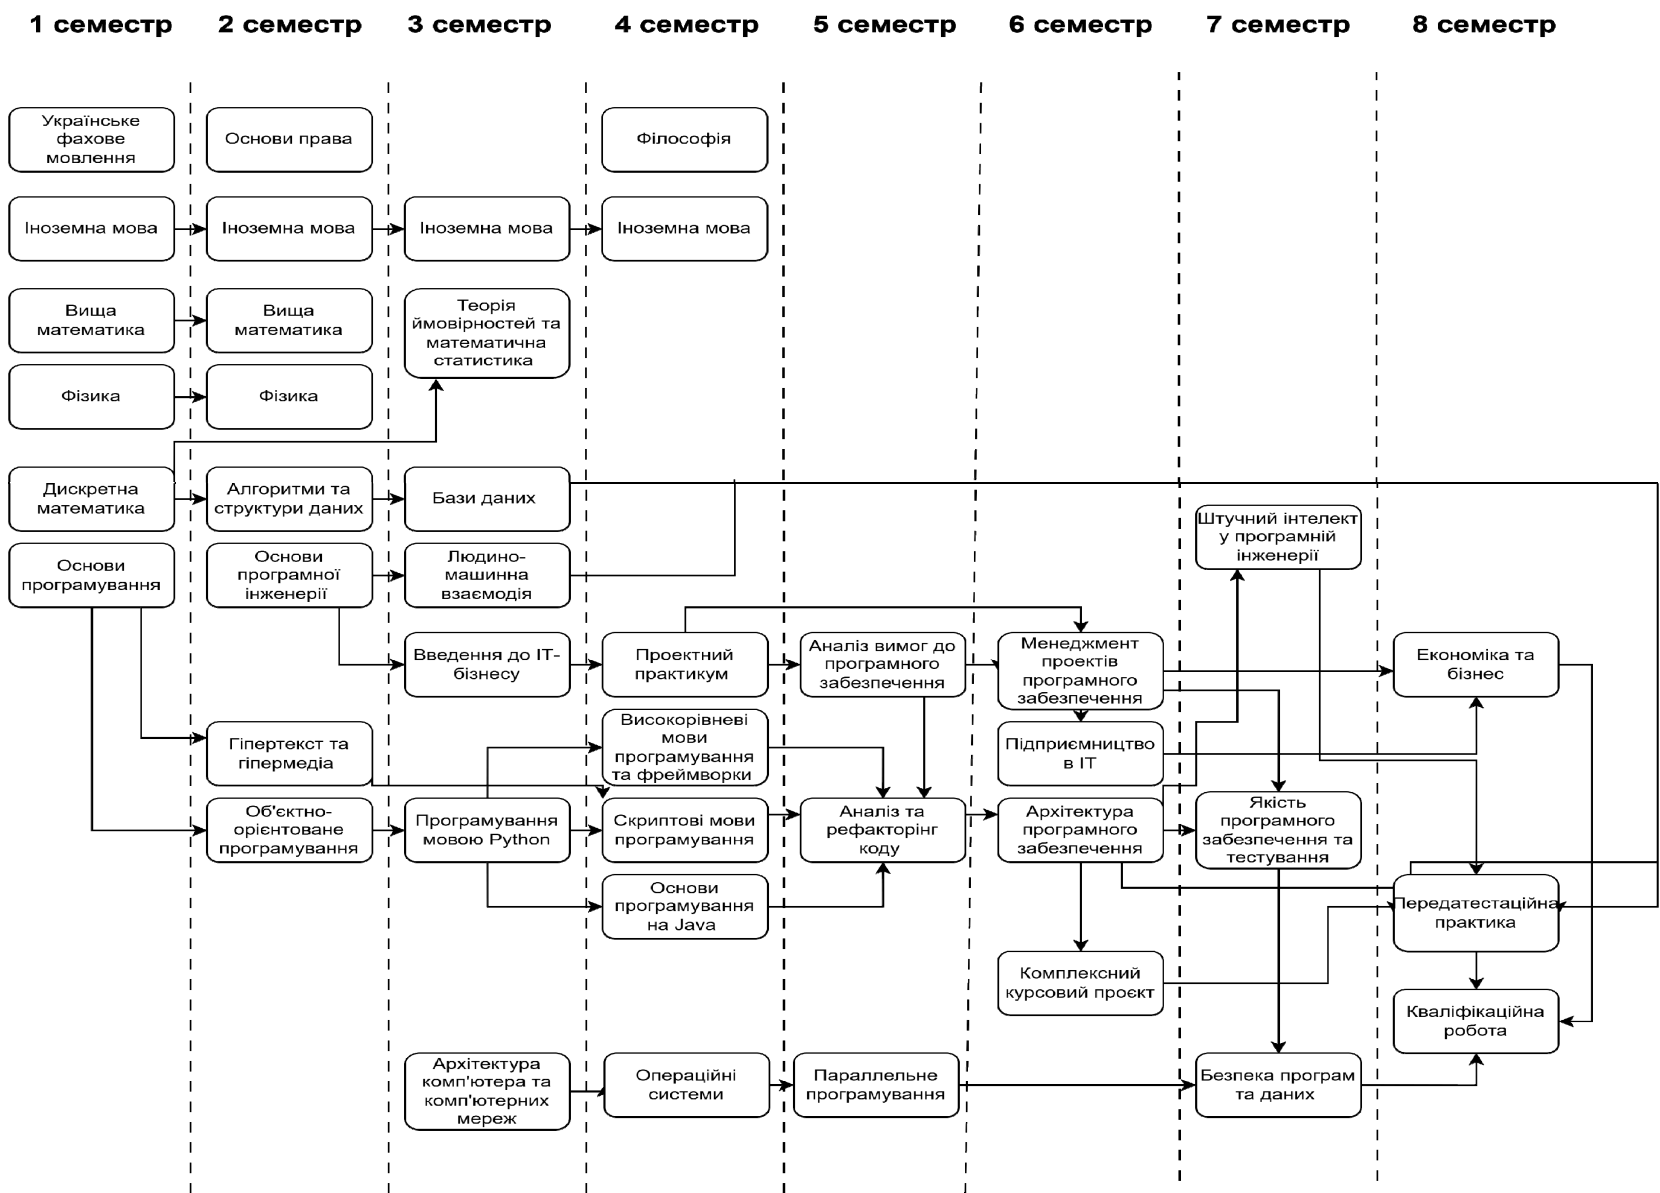 1 семестр
2 семестр
3 семестр
4 семестр
5 семестр
6 семестр
7 семестр
8 семестр
Українське
фахове
мовлення
Основи права
Філософія
Іноземна мова
Іноземна мова
Іноземна мова
Іноземна мова
Вища
математика
Вища
математика
Теорія
ймовірностей та
математична
статистика
Фізика
Фізика
Дискретна
математика
Алгоритми та
структури даних
Бази даних
Штучний інтелект
у програмній
інженерії
Основи
програмування
Основи
програмної
інженерії
Людино-
машинна
взаємодія
Введення до ІТ-
бізнесу
Проектний
практикум
Аналіз вимог до
програмного
забезпечення
Менеджмент
проектів
програмного
забезпечення
Економіка та
бізнес
Гіпертекст та
гіпермедіа
Високорівневі
мови
програмування
та фреймворки
Підприємництво
в ІТ
Об'єктно-
орієнтоване
програмування
Програмування
мовою Python
Скриптові мови
програмування
Аналіз та
рефакторінг
коду
Архітектура
програмного
забезпечення
Якість
програмного
забезпечення та
тестування
Основи
програмування
на Java
Передатестаційна
практика
Комплексний
курсовий проєкт
Кваліфікаційна
робота
Архітектура
комп'ютера та
комп'ютерних
мереж
Операційні
системи
Параллельне
програмування
Безпека програм
та даних